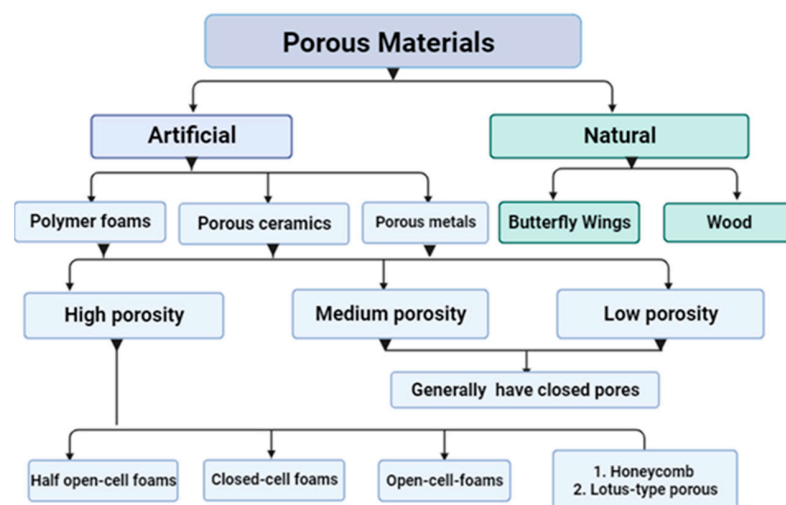 Porous Materials
Artificial
Natural
Polymer foams
Porous ceramics
Porous metals
Butterfly Wings
Wood
High porosity
Medium porosity
Low porosity
Generally have closed pores
Half open-cell foams
Closed-cell foams
Open-cell-foams
1. Honeycomb
2. Lotus-type porous